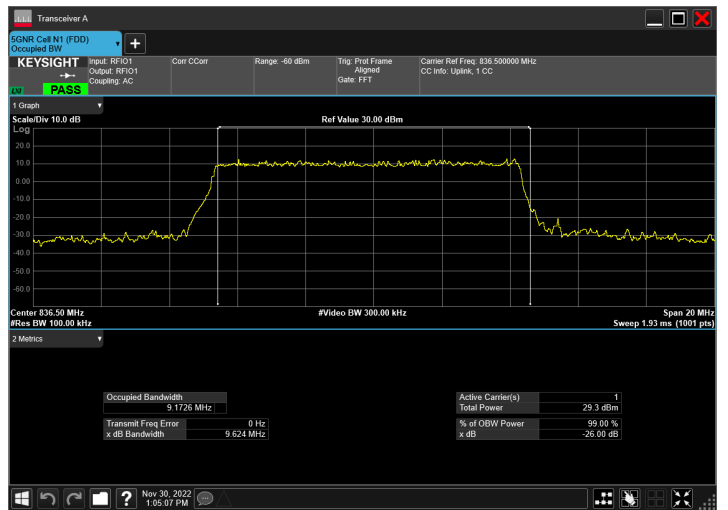 Transceiver A
5GNR Cell N1 (FDD)
Occupied BW
KEYSIGHT
LXI
PASS
Input: RFIO1
Output: RFIO1
Coupling: AC
Corr CCorr
Range: -60 dBm
Trig: Prot Frame
Aligned
Gate: FFT
Carrier Ref Freq: 836.500000 MHz
CC Info: Uplink, 1 CC
1 Graph
Scale/Div 10.0 dB
Ref Value 30.00 dBm
Log
20.0
10.0
0.00
-10.0
-20.0
-30.0
-40.0
-50.0
-60.0
Center 836.50 MHz
#Video BW 300.00 kHz
Span 20 MHz
#Res BW 100.00 kHz
Sweep 1.93 ms (1001 pts)
2 Metrics
Occupied Bandwidth
9.1726 MHz
Transmit Freq Error 0 Hz
x dB Bandwidth 9.624 MHz
Active Carrier(s) 1
Total Power 29.3 dBm
% of OBW Power 99.00 %
x dB -26.00 dB
Nov 30, 2022
1:05:07 PM